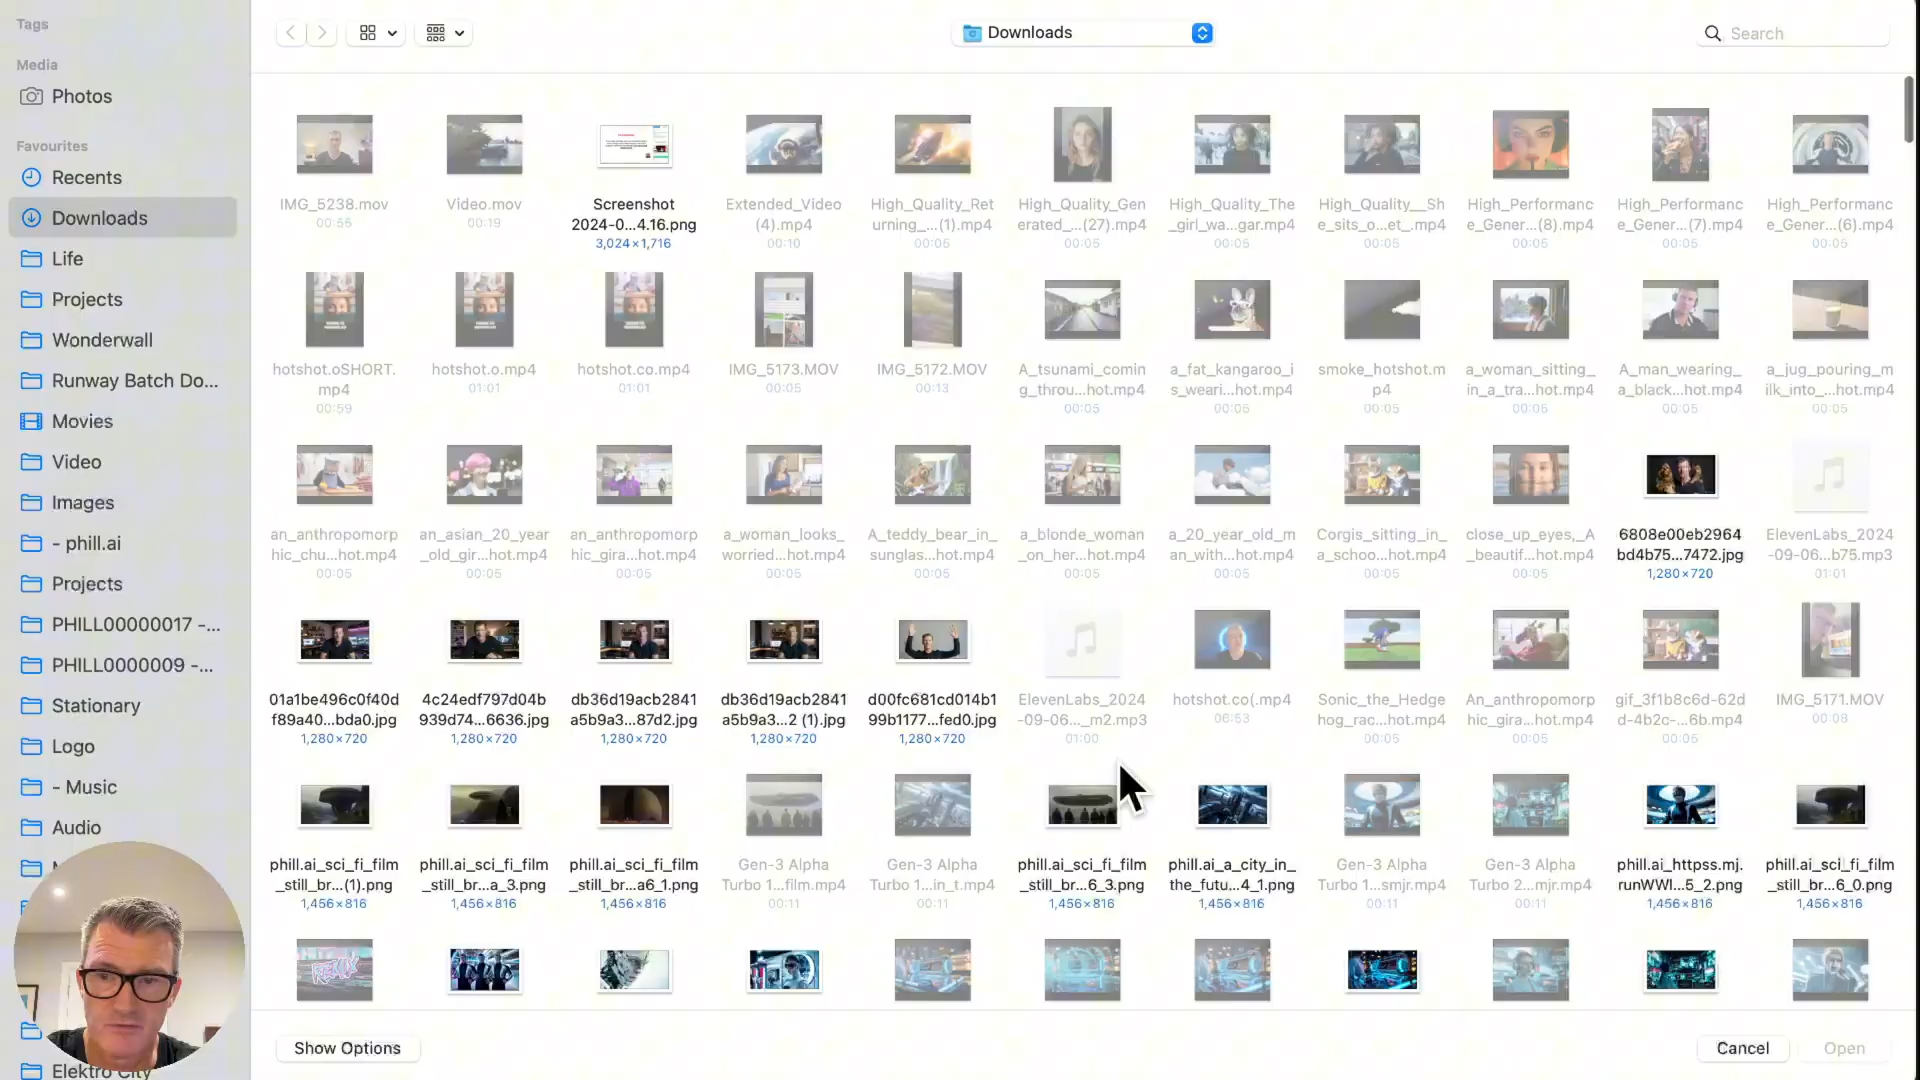 Tags
Media
Photos
Favourites
Recents
Downloads
Life
Projects
Wonderwall
Runway Batch Do...
Movies
Video
Images
- phill.ai
Projects
PHILL00000017 -...
PHILL0000009 -...
Stationary
Logo
- Music
Audio
Elektro City
Downloads
Search
IMG_5238.mov
00:55
Video.mov
00:19
Screenshot
2024-0...4.16.png
3,024×1,716
Extended_Video
(4).mp4
00:10
High_Quality_Ret
urning_...(1).mp4
00:05
High_Quality_Gen
erated_...(27).mp4
00:05
High_Quality_The
_girl_wa...gar.mp4
00:05
High_Quality__Sh
e_sits_o...et_.mp4
00:05
High_Performanc
e_Gener...(8).mp4
00:05
High_Performanc
e_Gener...(7).mp4
00:05
High_Performanc
e_Gener...(6).mp4
00:05
hotshot.oSHORT.
mp4
00:59
hotshot.o.mp4
01:01
hotshot.co.mp4
01:01
IMG_5173.MOV
00:05
IMG_5172.MOV
00:13
A_tsunami_comin
g_throu...hot.mp4
00:05
a_fat_kangaroo_i
s_weari...hot.mp4
00:05
smoke_hotshot.m
p4
00:05
a_woman_sitting_
in_a_tra...hot.mp4
00:05
A_man_wearing_
a_black...hot.mp4
00:05
a_jug_pouring_m
ilk_into_...hot.mp4
00:05
an_anthropomorp
hic_chu...hot.mp4
00:05
an_asian_20_year
_old_gir...hot.mp4
00:05
an_anthropomorp
hic_gira...hot.mp4
00:05
a_woman_looks_
worried...hot.mp4
00:05
A_teddy_bear_in_
sunglas...hot.mp4
00:05
a_blonde_woman
_on_her...hot.mp4
00:05
a_20_year_old_m
an_with...hot.mp4
00:05
Corgis_sitting_in_
a_schoo...hot.mp4
00:05
close_up_eyes,_A
_beautif...hot.mp4
00:05
6808e00eb2964
bd4b75...7472.jpg
1,280×720
ElevenLabs_2024
-09-06...b75.mp3
01:01
01a1be496c0f40d
f89a40...bda0.jpg
1,280×720
4c24edf797d04b
939d74...6636.jpg
1,280×720
db36d19acb2841
a5b9a3...87d2.jpg
1,280×720
db36d19acb2841
a5b9a3...2 (1).jpg
1,280×720
d00fc681cd014b1
99b1177...fed0.jpg
1,280×720
ElevenLabs_2024
-09-06..._m2.mp3
01:00
hotshot.co(.mp4
06:53
Sonic_the_Hedge
hog_rac...hot.mp4
00:05
An_anthropomorp
hic_gira...hot.mp4
00:05
gif_3f1b8c6d-62d
d-4b2c-...6b.mp4
00:05
IMG_5171.MOV
00:08
phill.ai_sci_fi_film
_still_br...(1).png
1,456×816
phill.ai_sci_fi_film
_still_br...a_3.png
1,456×816
phill.ai_sci_fi_film
_still_br...a6_1.png
1,456×816
Gen-3 Alpha
Turbo 1...film.mp4
00:11
Gen-3 Alpha
Turbo 1...in_t.mp4
00:11
phill.ai_sci_fi_film
_still_br...6_3.png
1,456×816
phill.ai_a_city_in_
the_futu...4_1.png
1,456×816
Gen-3 Alpha
Turbo 1...smjr.mp4
00:11
Gen-3 Alpha
Turbo 2...mjr.mp4
00:11
phill.ai_httpss.mj.
runWWI...5_2.png
1,456×816
phill.ai_sci_fi_film
_still_br...6_0.png
1,456×816
Show Options
Cancel
Open